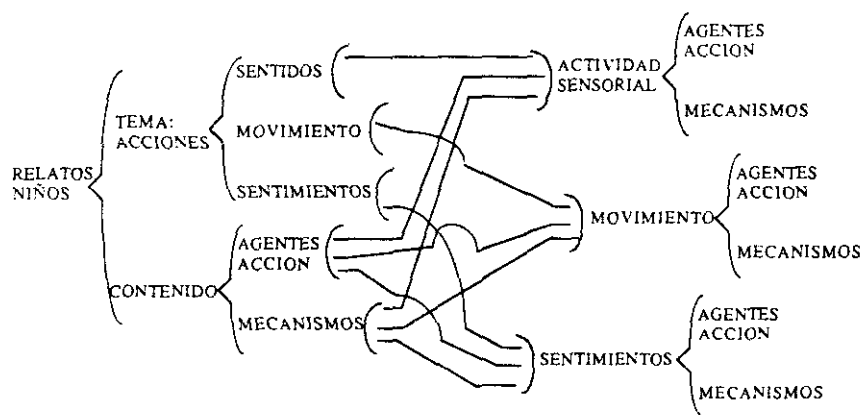 RELATOS
NIÑOS
TEMA:
ACCIONES
CONTENIDO
SENTIDOS
MOVIMIENTO
SENTIMIENTOS
AGENTES
ACCION
MECANISMOS
ACTIVIDAD
SENSORIAL
AGENTES
ACCION
MECANISMOS
MOVIMIENTO
AGENTES
ACCION
MECANISMOS
SENTIMIENTOS
AGENTES
ACCION
MECANISMOS